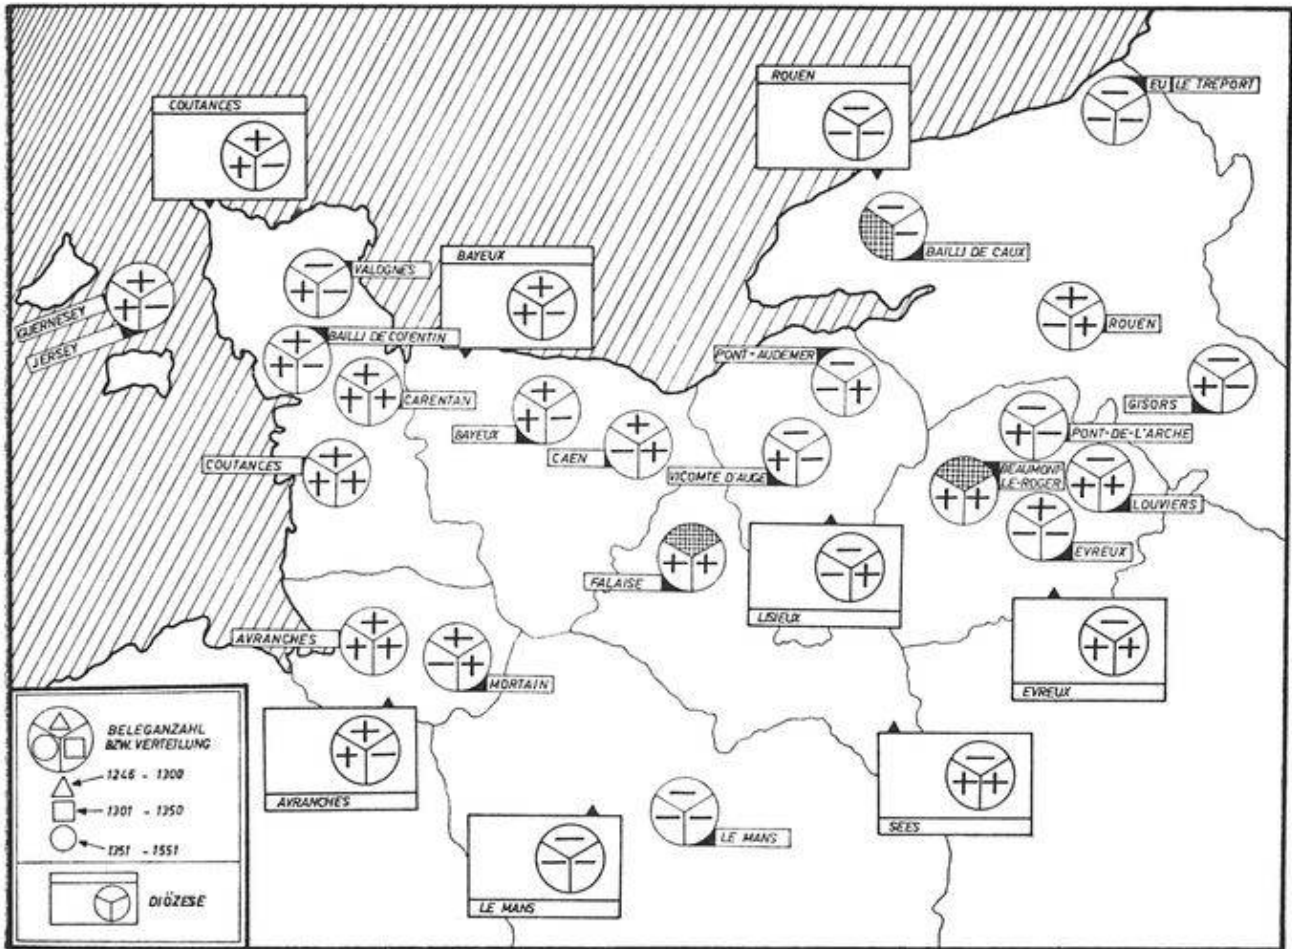 ROUEN
EU
LE TREPORT
COUTANCES
BAILLI DE CAUX
BAYEUX
VALOGNES
GUERNESEY
JERSEY
ROUEN
BAILLI DE COTENTIN
PONT-AUDEMER
CARENTAN
GISORS
BAYEUX
PONT-DE-L'ARCHE
CAEN
COUTANCES
VICOMTE D'AUGE
BEAUMONT-
LE-ROGER
LOUVIERS
EVREUX
FALAISE
LISIEUX
AVRANCHES
MORTAIN
EVREUX
BELEGANZAHL
BZW. VERTEILUNG
1246 - 1300
1301 - 1350
1351 - 1551
DIÖZESE
AVRANCHES
SEES
LE MANS
LE MANS